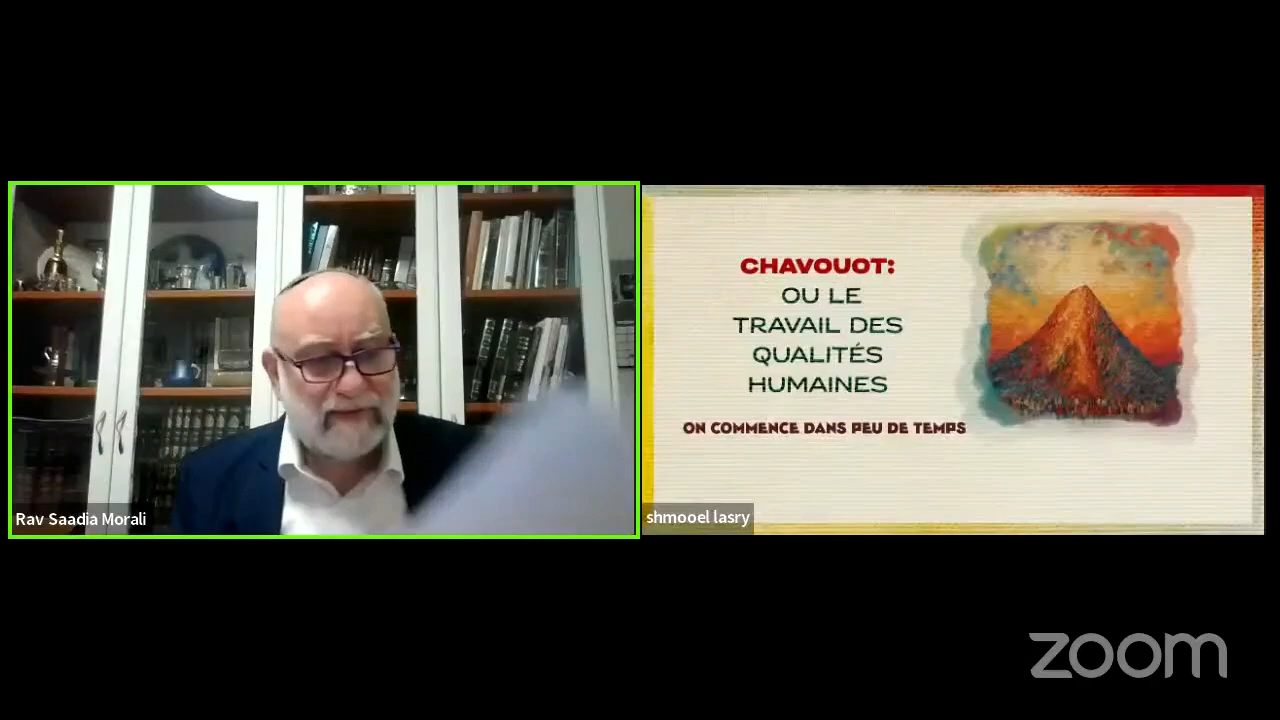 CHAVOUOT:
OU LE
TRAVAIL DES
QUALITÉS
HUMAINES
ON COMMENCE DANS PEU DE TEMPS
Rav Saadia Morali
shmooel lasry
zoom